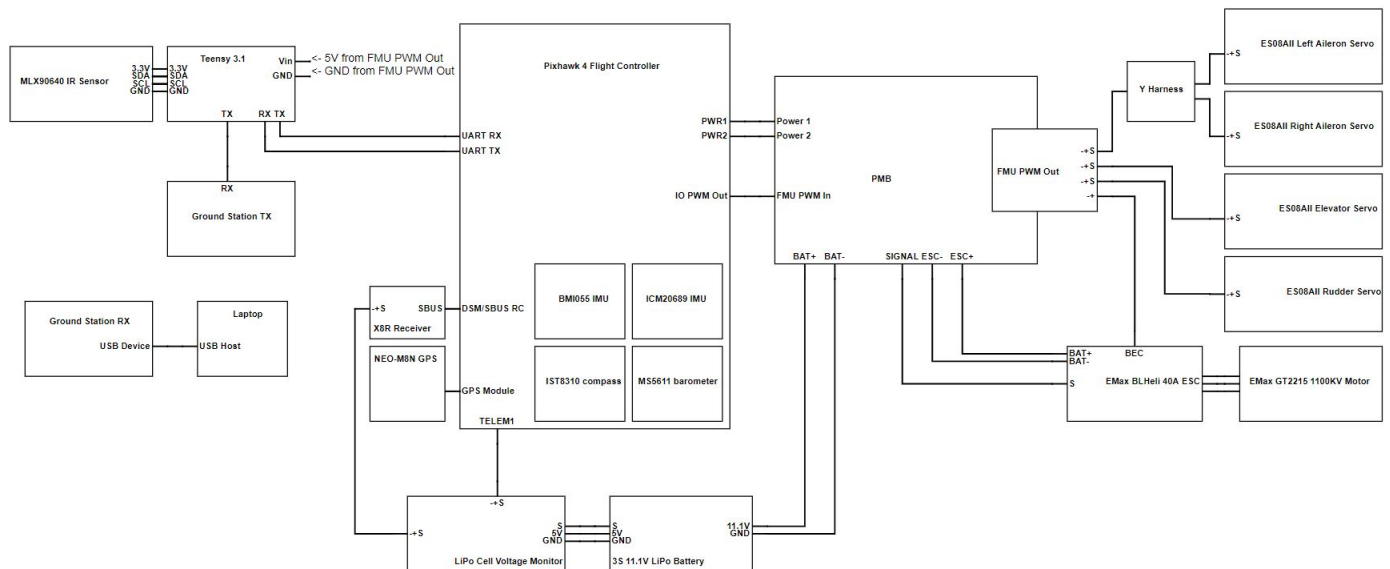 MLX90640 IR Sensor
3.3V
SDA
SCL
GND
Teensy 3.1
3.3V
SDA
SCL
GND
Vin
GND
<- 5V from FMU PWM Out
<- GND from FMU PWM Out
TX
RX TX
RX
Ground Station TX
Ground Station RX
USB Device
Laptop
USB Host
Pixhawk 4 Flight Controller
UART RX
UART TX
PWR1
PWR2
IO PWM Out
DSM/SBUS RC
GPS Module
TELEM1
BMI055 IMU
ICM20689 IMU
IST8310 compass
MS5611 barometer
-+S
SBUS
X8R Receiver
NEO-M8N GPS
-+S
-+S
S
5V
GND
LiPo Cell Voltage Monitor
S
5V
GND
11.1V
GND
3S 11.1V LiPo Battery
Power 1
Power 2
PMB
FMU PWM In
BAT+
BAT-
SIGNAL
ESC-
ESC+
FMU PWM Out
-+S
-+S
-+S
-+
Y Harness
ES08AII Left Aileron Servo
-+S
ES08AII Right Aileron Servo
-+S
ES08AII Elevator Servo
-+S
ES08AII Rudder Servo
-+S
BAT+
BAT-
BEC
S
EMax BLHeli 40A ESC
EMax GT2215 1100KV Motor